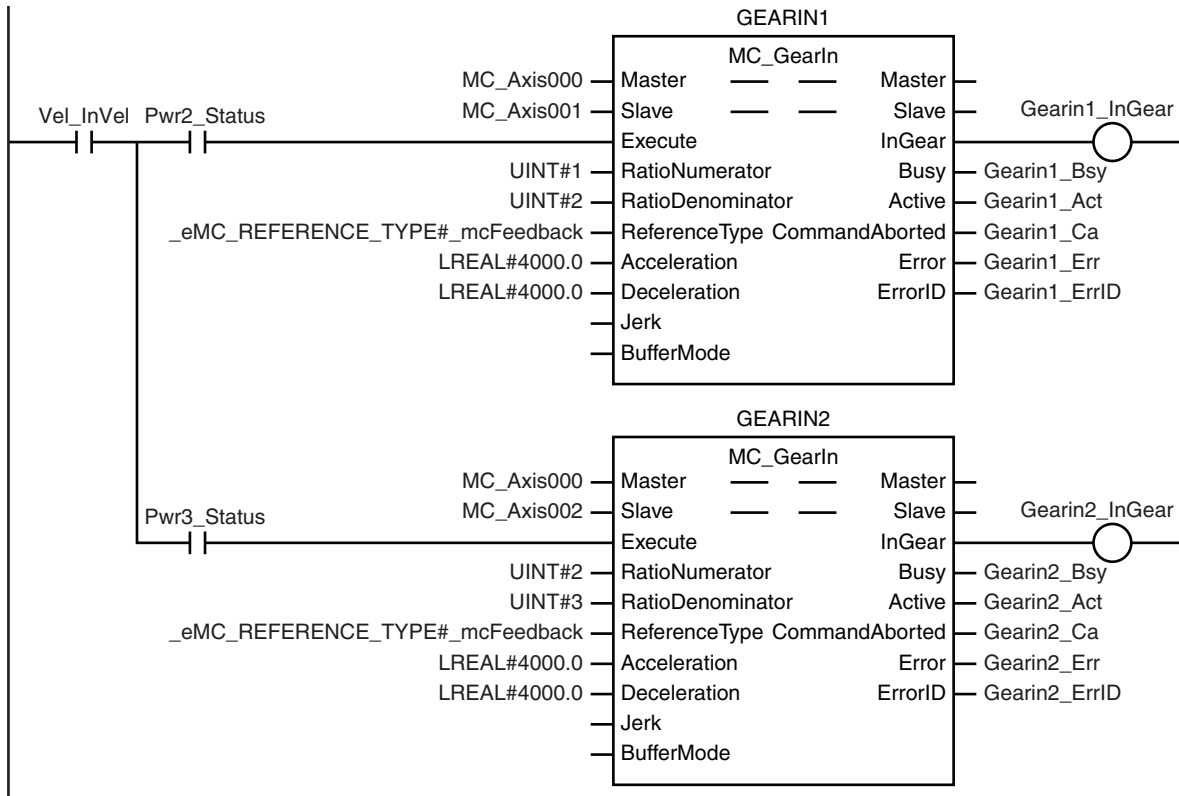 GEARIN1
MC_GearIn
MC_Axis000 Master Master
MC_Axis001 Slave Slave Gearin1_InGear
Vel_InVel Pwr2_Status
Execute InGear
UINT#1 RatioNumerator Busy Gearin1_Bsy
UINT#2 RatioDenominator Active Gearin1_Act
_eMC_REFERENCE_TYPE#_mcFeedback ReferenceType CommandAborted Gearin1_Ca
LREAL#4000.0 Acceleration Error Gearin1_Err
LREAL#4000.0 Deceleration ErrorID Gearin1_ErrID
Jerk
BufferMode
GEARIN2
MC_GearIn
MC_Axis000 Master Master
MC_Axis002 Slave Slave Gearin2_InGear
Pwr3_Status
Execute InGear
UINT#2 RatioNumerator Busy Gearin2_Bsy
UINT#3 RatioDenominator Active Gearin2_Act
_eMC_REFERENCE_TYPE#_mcFeedback ReferenceType CommandAborted Gearin2_Ca
LREAL#4000.0 Acceleration Error Gearin2_Err
LREAL#4000.0 Deceleration ErrorID Gearin2_ErrID
Jerk
BufferMode